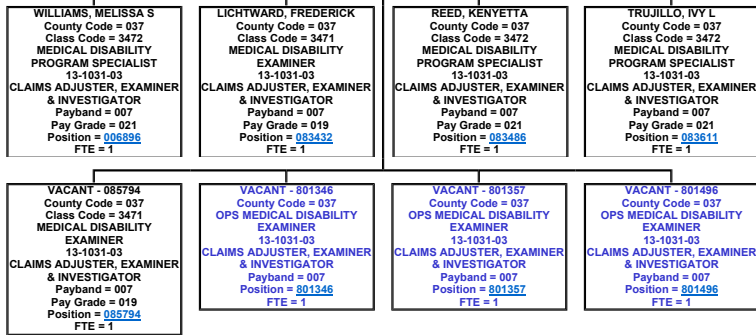 WILLIAMS, MELISSA S
County Code = 037
Class Code = 3472
MEDICAL DISABILITY
PROGRAM SPECIALIST
13-1031-03
CLAIMS ADJUSTER, EXAMINER
& INVESTIGATOR
Payband = 007
Pay Grade = 021
Position = 006896
FTE = 1
LICHTWARD, FREDERICK
County Code = 037
Class Code = 3471
MEDICAL DISABILITY
EXAMINER
13-1031-03
CLAIMS ADJUSTER, EXAMINER
& INVESTIGATOR
Payband = 007
Pay Grade = 019
Position = 083432
FTE = 1
REED, KENYETTA
County Code = 037
Class Code = 3472
MEDICAL DISABILITY
PROGRAM SPECIALIST
13-1031-03
CLAIMS ADJUSTER, EXAMINER
& INVESTIGATOR
Payband = 007
Pay Grade = 021
Position = 083486
FTE = 1
TRUJILLO, IVY L
County Code = 037
Class Code = 3472
MEDICAL DISABILITY
PROGRAM SPECIALIST
13-1031-03
CLAIMS ADJUSTER, EXAMINER
& INVESTIGATOR
Payband = 007
Pay Grade = 021
Position = 083611
FTE = 1
VACANT - 085794
County Code = 037
Class Code = 3471
MEDICAL DISABILITY
EXAMINER
13-1031-03
CLAIMS ADJUSTER, EXAMINER
& INVESTIGATOR
Payband = 007
Pay Grade = 019
Position = 085794
FTE = 1
VACANT - 801346
County Code = 037
OPS MEDICAL DISABILITY
EXAMINER
13-1031-03
CLAIMS ADJUSTER, EXAMINER
& INVESTIGATOR
Payband = 007
Position = 801346
FTE = 1
VACANT - 801357
County Code = 037
OPS MEDICAL DISABILITY
EXAMINER
13-1031-03
CLAIMS ADJUSTER, EXAMINER
& INVESTIGATOR
Payband = 007
Position = 801357
FTE = 1
VACANT - 801496
County Code = 037
OPS MEDICAL DISABILITY
EXAMINER
13-1031-03
CLAIMS ADJUSTER, EXAMINER
& INVESTIGATOR
Payband = 007
Position = 801496
FTE = 1